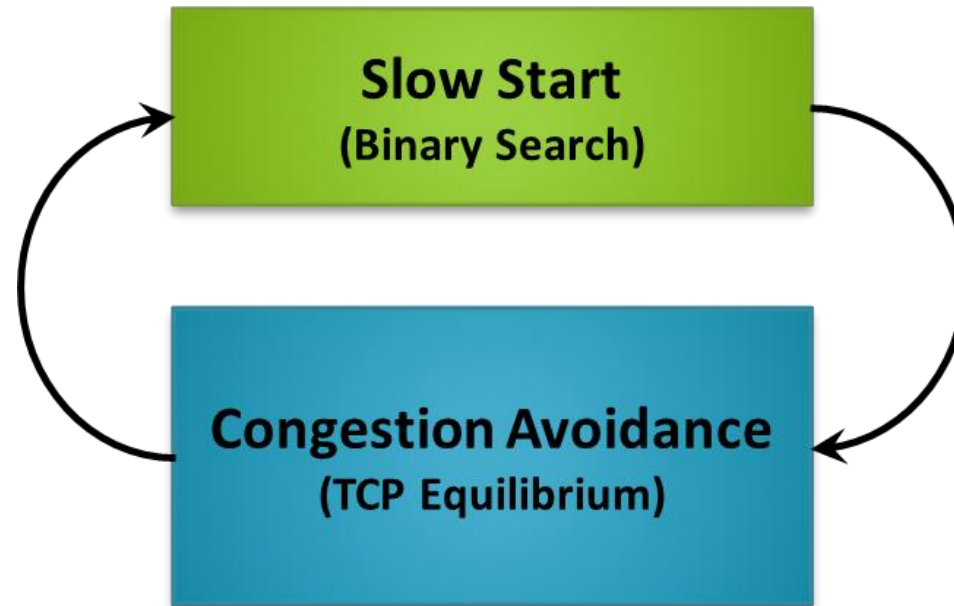 Slow Start
(Binary Search)
Congestion Avoidance
(TCP Equilibrium)